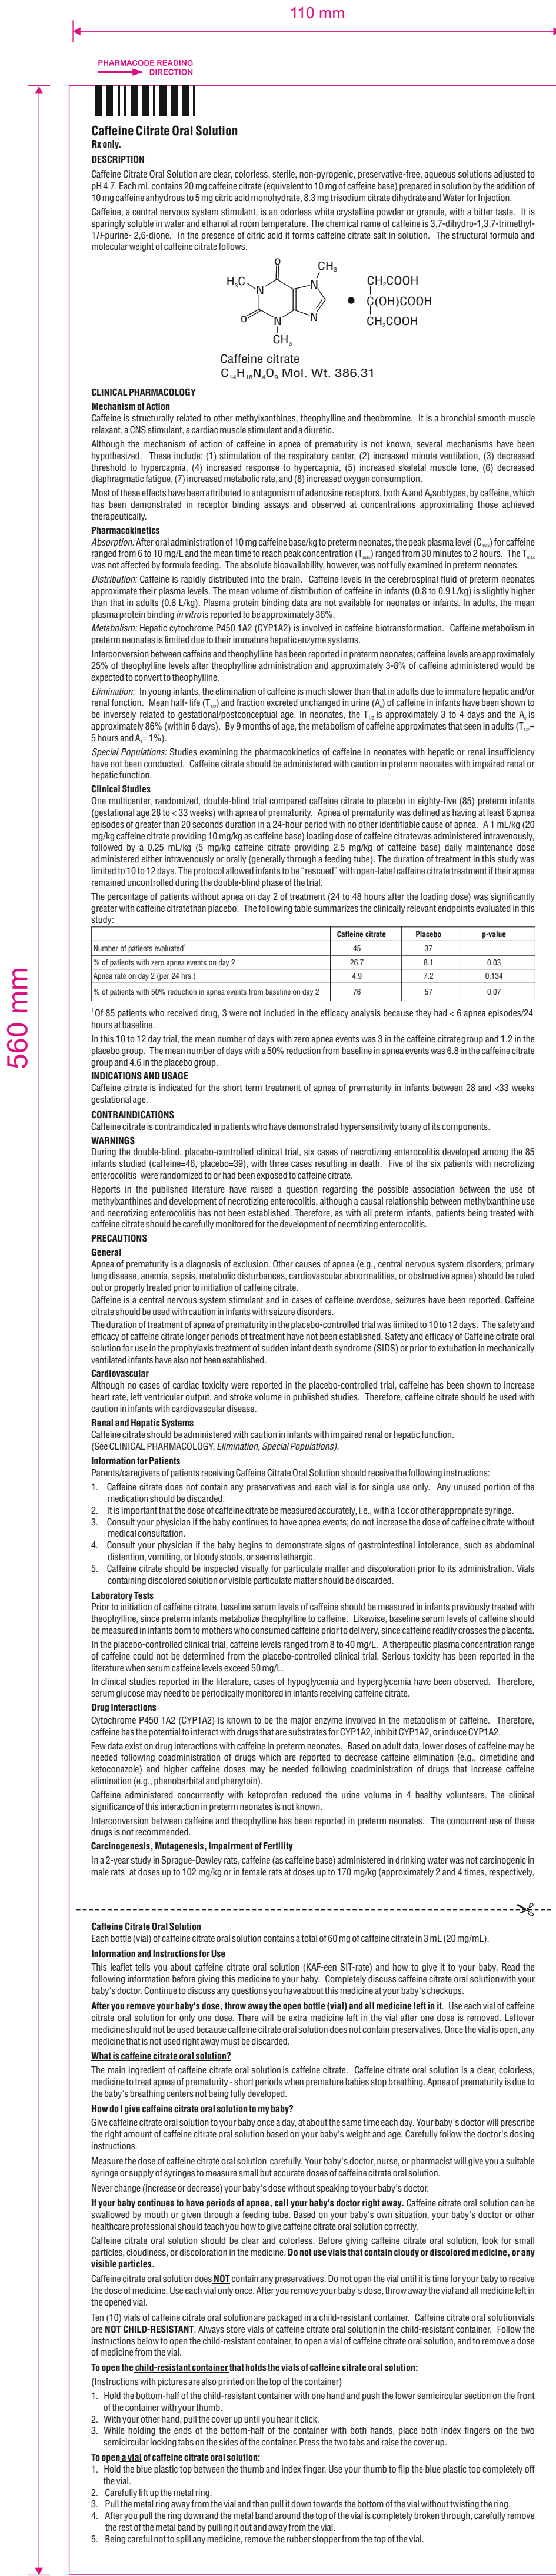 110 mm
PHARMACODE READING
DIRECTION
560 mm
Caffeine Citrate Oral Solution
Rx only.
DESCRIPTION
Caffeine Citrate Oral Solution are clear, colorless, sterile, non-pyrogenic, preservative-free, aqueous solutions adjusted to
pH 4.7. Each mL contains 20 mg caffeine citrate (equivalent to 10 mg of caffeine base) prepared in solution by the addition of
10 mg caffeine anhydrous to 5 mg citric acid monohydrate, 8.3 mg trisodium citrate dihydrate and Water for Injection.
Caffeine, a central nervous system stimulant, is an odorless white crystalline powder or granule, with a bitter taste. It is
sparingly soluble in water and ethanol at room temperature. The chemical name of caffeine is 3,7-dihydro-1,3,7-trimethyl-
1H-purine- 2,6-dione. In the presence of citric acid it forms caffeine citrate salt in solution. The structural formula and
molecular weight of caffeine citrate follows.
O
CH₃
H₃C
N
N
CH₂COOH
C(OH)COOH
CH₂COOH
O
N
N
CH₃
Caffeine citrate
C₁₄H₁₈N₄O₉ Mol. Wt. 386.31
CLINICAL PHARMACOLOGY
Mechanism of Action
Caffeine is structurally related to other methylxanthines, theophylline and theobromine. It is a bronchial smooth muscle
relaxant, a CNS stimulant, a cardiac muscle stimulant and a diuretic.
Although the mechanism of action of caffeine in apnea of prematurity is not known, several mechanisms have been
hypothesized. These include: (1) stimulation of the respiratory center, (2) increased minute ventilation, (3) decreased
threshold to hypercapnia, (4) increased response to hypercapnia, (5) increased skeletal muscle tone, (6) decreased
diaphragmatic fatigue, (7) increased metabolic rate, and (8) increased oxygen consumption.
Most of these effects have been attributed to antagonism of adenosine receptors, both A₁ and A₂ subtypes, by caffeine, which
has been demonstrated in receptor binding assays and observed at concentrations approximating those achieved
therapeutically.
Pharmacokinetics
Absorption: After oral administration of 10 mg caffeine base/kg to preterm neonates, the peak plasma level (Cmax) for caffeine
ranged from 6 to 10 mg/L and the mean time to reach peak concentration (Tmax) ranged from 30 minutes to 2 hours. The Tmax
was not affected by formula feeding. The absolute bioavailability, however, was not fully examined in preterm neonates.
Distribution: Caffeine is rapidly distributed into the brain. Caffeine levels in the cerebrospinal fluid of preterm neonates
approximate their plasma levels. The mean volume of distribution of caffeine in infants (0.8 to 0.9 L/kg) is slightly higher
than that in adults (0.6 L/kg). Plasma protein binding data are not available for neonates or infants. In adults, the mean
plasma protein binding in vitro is reported to be approximately 36%.
Metabolism: Hepatic cytochrome P450 1A2 (CYP1A2) is involved in caffeine biotransformation. Caffeine metabolism in
preterm neonates is limited due to their immature hepatic enzyme systems.
Interconversion between caffeine and theophylline has been reported in preterm neonates; caffeine levels are approximately
25% of theophylline levels after theophylline administration and approximately 3-8% of caffeine administered would be
expected to convert to theophylline.
Elimination: In young infants, the elimination of caffeine is much slower than that in adults due to immature hepatic and/or
renal function. Mean half- life (T1/2) and fraction excreted unchanged in urine (Ae) of caffeine in infants have been shown to
be inversely related to gestational/postconceptual age. In neonates, the T1/2 is approximately 3 to 4 days and the Ae is
approximately 86% (within 6 days). By 9 months of age, the metabolism of caffeine approximates that seen in adults (T1/2=
5 hours and Ae= 1%).
Special Populations: Studies examining the pharmacokinetics of caffeine in neonates with hepatic or renal insufficiency
have not been conducted. Caffeine citrate should be administered with caution in preterm neonates with impaired renal or
hepatic function.
Clinical Studies
One multicenter, randomized, double-blind trial compared caffeine citrate to placebo in eighty-five (85) preterm infants
(gestational age 28 to < 33 weeks) with apnea of prematurity. Apnea of prematurity was defined as having at least 6 apnea
episodes of greater than 20 seconds duration in a 24-hour period with no other identifiable cause of apnea. A 1 mL/kg (20
mg/kg caffeine citrate providing 10 mg/kg as caffeine base) loading dose of caffeine citratewas administered intravenously,
followed by a 0.25 mL/kg (5 mg/kg caffeine citrate providing 2.5 mg/kg of caffeine base) daily maintenance dose
administered either intravenously or orally (generally through a feeding tube). The duration of treatment in this study was
limited to 10 to 12 days. The protocol allowed infants to be “rescued” with open-label caffeine citrate treatment if their apnea
remained uncontrolled during the double-blind phase of the trial.
The percentage of patients without apnea on day 2 of treatment (24 to 48 hours after the loading dose) was significantly
greater with caffeine citratethan placebo. The following table summarizes the clinically relevant endpoints evaluated in this
study:
Caffeine citrate Placebo p-value
Number of patients evaluated¹ 45 37
% of patients with zero apnea events on day 2 26.7 8.1 0.03
Apnea rate on day 2 (per 24 hrs.) 4.9 7.2 0.134
% of patients with 50% reduction in apnea events from baseline on day 2 76 57 0.07
¹ Of 85 patients who received drug, 3 were not included in the efficacy analysis because they had < 6 apnea episodes/24
hours at baseline.
In this 10 to 12 day trial, the mean number of days with zero apnea events was 3 in the caffeine citrate group and 1.2 in the
placebo group. The mean number of days with a 50% reduction from baseline in apnea events was 6.8 in the caffeine citrate
group and 4.6 in the placebo group.
INDICATIONS AND USAGE
Caffeine citrate is indicated for the short term treatment of apnea of prematurity in infants between 28 and <33 weeks
gestational age.
CONTRAINDICATIONS
Caffeine citrate is contraindicated in patients who have demonstrated hypersensitivity to any of its components.
WARNINGS
During the double-blind, placebo-controlled clinical trial, six cases of necrotizing enterocolitis developed among the 85
infants studied (caffeine=46, placebo=39), with three cases resulting in death. Five of the six patients with necrotizing
enterocolitis were randomized to or had been exposed to caffeine citrate.
Reports in the published literature have raised a question regarding the possible association between the use of
methylxanthines and development of necrotizing enterocolitis, although a causal relationship between methylxanthine use
and necrotizing enterocolitis has not been established. Therefore, as with all preterm infants, patients being treated with
caffeine citrate should be carefully monitored for the development of necrotizing enterocolitis.
PRECAUTIONS
General
Apnea of prematurity is a diagnosis of exclusion. Other causes of apnea (e.g., central nervous system disorders, primary
lung disease, anemia, sepsis, metabolic disturbances, cardiovascular abnormalities, or obstructive apnea) should be ruled
out or properly treated prior to initiation of caffeine citrate.
Caffeine is a central nervous system stimulant and in cases of caffeine overdose, seizures have been reported. Caffeine
citrate should be used with caution in infants with seizure disorders.
The duration of treatment of apnea of prematurity in the placebo-controlled trial was limited to 10 to 12 days. The safety and
efficacy of caffeine citrate longer periods of treatment have not been established. Safety and efficacy of Caffeine citrate oral
solution for use in the prophylaxis treatment of sudden infant death syndrome (SIDS) or prior to extubation in mechanically
ventilated infants have also not been established.
Cardiovascular
Although no cases of cardiac toxicity were reported in the placebo-controlled trial, caffeine has been shown to increase
heart rate, left ventricular output, and stroke volume in published studies. Therefore, caffeine citrate should be used with
caution in infants with cardiovascular disease.
Renal and Hepatic Systems
Caffeine citrate should be administered with caution in infants with impaired renal or hepatic function.
(See CLINICAL PHARMACOLOGY, Elimination, Special Populations).
Information for Patients
Parents/caregivers of patients receiving Caffeine Citrate Oral Solution should receive the following instructions:
1. Caffeine citrate does not contain any preservatives and each vial is for single use only. Any unused portion of the
medication should be discarded.
2. It is important that the dose of caffeine citrate be measured accurately, i.e., with a 1cc or other appropriate syringe.
3. Consult your physician if the baby continues to have apnea events; do not increase the dose of caffeine citrate without
medical consultation.
4. Consult your physician if the baby begins to demonstrate signs of gastrointestinal intolerance, such as abdominal
distention, vomiting, or bloody stools, or seems lethargic.
5. Caffeine citrate should be inspected visually for particulate matter and discoloration prior to its administration. Vials
containing discolored solution or visible particulate matter should be discarded.
Laboratory Tests
Prior to initiation of caffeine citrate, baseline serum levels of caffeine should be measured in infants previously treated with
theophylline, since preterm infants metabolize theophylline to caffeine. Likewise, baseline serum levels of caffeine should
be measured in infants born to mothers who consumed caffeine prior to delivery, since caffeine readily crosses the placenta.
In the placebo-controlled clinical trial, caffeine levels ranged from 8 to 40 mg/L. A therapeutic plasma concentration range
of caffeine could not be determined from the placebo-controlled clinical trial. Serious toxicity has been reported in the
literature when serum caffeine levels exceed 50 mg/L.
In clinical studies reported in the literature, cases of hypoglycemia and hyperglycemia have been observed. Therefore,
serum glucose may need to be periodically monitored in infants receiving caffeine citrate.
Drug Interactions
Cytochrome P450 1A2 (CYP1A2) is known to be the major enzyme involved in the metabolism of caffeine. Therefore,
caffeine has the potential to interact with drugs that are substrates for CYP1A2, inhibit CYP1A2, or induce CYP1A2.
Few data exist on drug interactions with caffeine in preterm neonates. Based on adult data, lower doses of caffeine may be
needed following coadministration of drugs which are reported to decrease caffeine elimination (e.g., cimetidine and
ketoconazole) and higher caffeine doses may be needed following coadministration of drugs that increase caffeine
elimination (e.g., phenobarbital and phenytoin).
Caffeine administered concurrently with ketoprofen reduced the urine volume in 4 healthy volunteers. The clinical
significance of this interaction in preterm neonates is not known.
Interconversion between caffeine and theophylline has been reported in preterm neonates. The concurrent use of these
drugs is not recommended.
Carcinogenesis, Mutagenesis, Impairment of Fertility
In a 2-year study in Sprague-Dawley rats, caffeine (as caffeine base) administered in drinking water was not carcinogenic in
male rats at doses up to 102 mg/kg or in female rats at doses up to 170 mg/kg (approximately 2 and 4 times, respectively,
Caffeine Citrate Oral Solution
Each bottle (vial) of caffeine citrate oral solution contains a total of 60 mg of caffeine citrate in 3 mL (20 mg/mL).
Information and Instructions for Use
This leaflet tells you about caffeine citrate oral solution (KAF-een SIT-rate) and how to give it to your baby. Read the
following information before giving this medicine to your baby. Completely discuss caffeine citrate oral solution with your
baby's doctor. Continue to discuss any questions you have about this medicine at your baby's checkups.
After you remove your baby's dose, throw away the open bottle (vial) and all medicine left in it. Use each vial of caffeine
citrate oral solution for only one dose. There will be extra medicine left in the vial after one dose is removed. Leftover
medicine should not be used because caffeine citrate oral solution does not contain preservatives. Once the vial is open, any
medicine that is not used right away must be discarded.
What is caffeine citrate oral solution?
The main ingredient of caffeine citrate oral solution is caffeine citrate. Caffeine citrate oral solution is a clear, colorless,
medicine to treat apnea of prematurity - short periods when premature babies stop breathing. Apnea of prematurity is due to
the baby's breathing centers not being fully developed.
How do I give caffeine citrate oral solution to my baby?
Give caffeine citrate oral solution to your baby once a day, at about the same time each day. Your baby's doctor will prescribe
the right amount of caffeine citrate oral solution based on your baby's weight and age. Carefully follow the doctor's dosing
instructions.
Measure the dose of caffeine citrate oral solution carefully. Your doctor, nurse, or pharmacist will give you a suitable
syringe or supply of syringes to measure small but accurate doses of caffeine citrate oral solution.
Never change (increase or decrease) your baby's dose without speaking to your baby's doctor.
If your baby continues to have periods of apnea, call your baby's doctor right away. Caffeine citrate oral solution can be
swallowed by mouth or given through a feeding tube. Based on your baby's own situation, your baby's doctor or other
healthcare professional should teach you how to give caffeine citrate oral solution correctly.
Caffeine citrate oral solution should be clear and colorless. Before giving caffeine citrate oral solution, look for small
particles, cloudiness, or discoloration in the medicine. Do not use vials that contain cloudy or discolored medicine, or any
visible particles.
Caffeine citrate oral solution does NOT contain any preservatives. Do not open the vial until it is time for your baby to receive
the dose of medicine. Use each vial only once. After you remove your baby's dose, throw away the vial and all medicine left in
the opened vial.
Ten (10) vials of caffeine citrate oral solution are packaged in a child-resistant container. Caffeine citrate oral solution vials
are NOT CHILD-RESISTANT. Always store vials of caffeine citrate oral solution in the child-resistant container. Follow the
instructions below to open the child-resistant container, to open a vial of caffeine citrate oral solution, and to remove a dose
of medicine from the vial.
To open the child-resistant container that holds the vials of caffeine citrate oral solution:
(Instructions with pictures are also printed on the top of the container)
1. Hold the bottom-half of the child-resistant container with one hand and push the lower semicircular section on the front
of the container with your thumb.
2. With your other hand, pull the cover up until you hear it click.
3. While holding the ends of the bottom-half of the container with both hands, place both index fingers on the two
semicircular locking tabs on the sides of the container. Press the two tabs and raise the cover up.
To open a vial of caffeine citrate oral solution:
1. Hold the blue plastic top between the thumb and index finger. Use your thumb to flip the blue plastic top completely off
the vial.
2. Carefully lift up the metal ring.
3. Pull the metal ring away from the vial and then pull it down towards the bottom of the vial without twisting the ring.
4. After you pull the ring down and the metal band around the top of the vial is completely broken through, carefully remove
the rest of the metal band by pulling it out and away from the vial.
5. Being careful not to spill any medicine, remove the rubber stopper from the top of the vial.